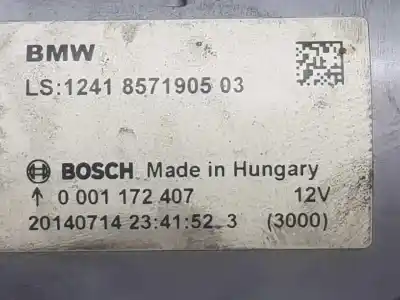 BMW
LS:1241 8571905 03
BOSCH Made in Hungary
↑ 0 001 172 407 12V
20140714 23:41:52 3 (3000)